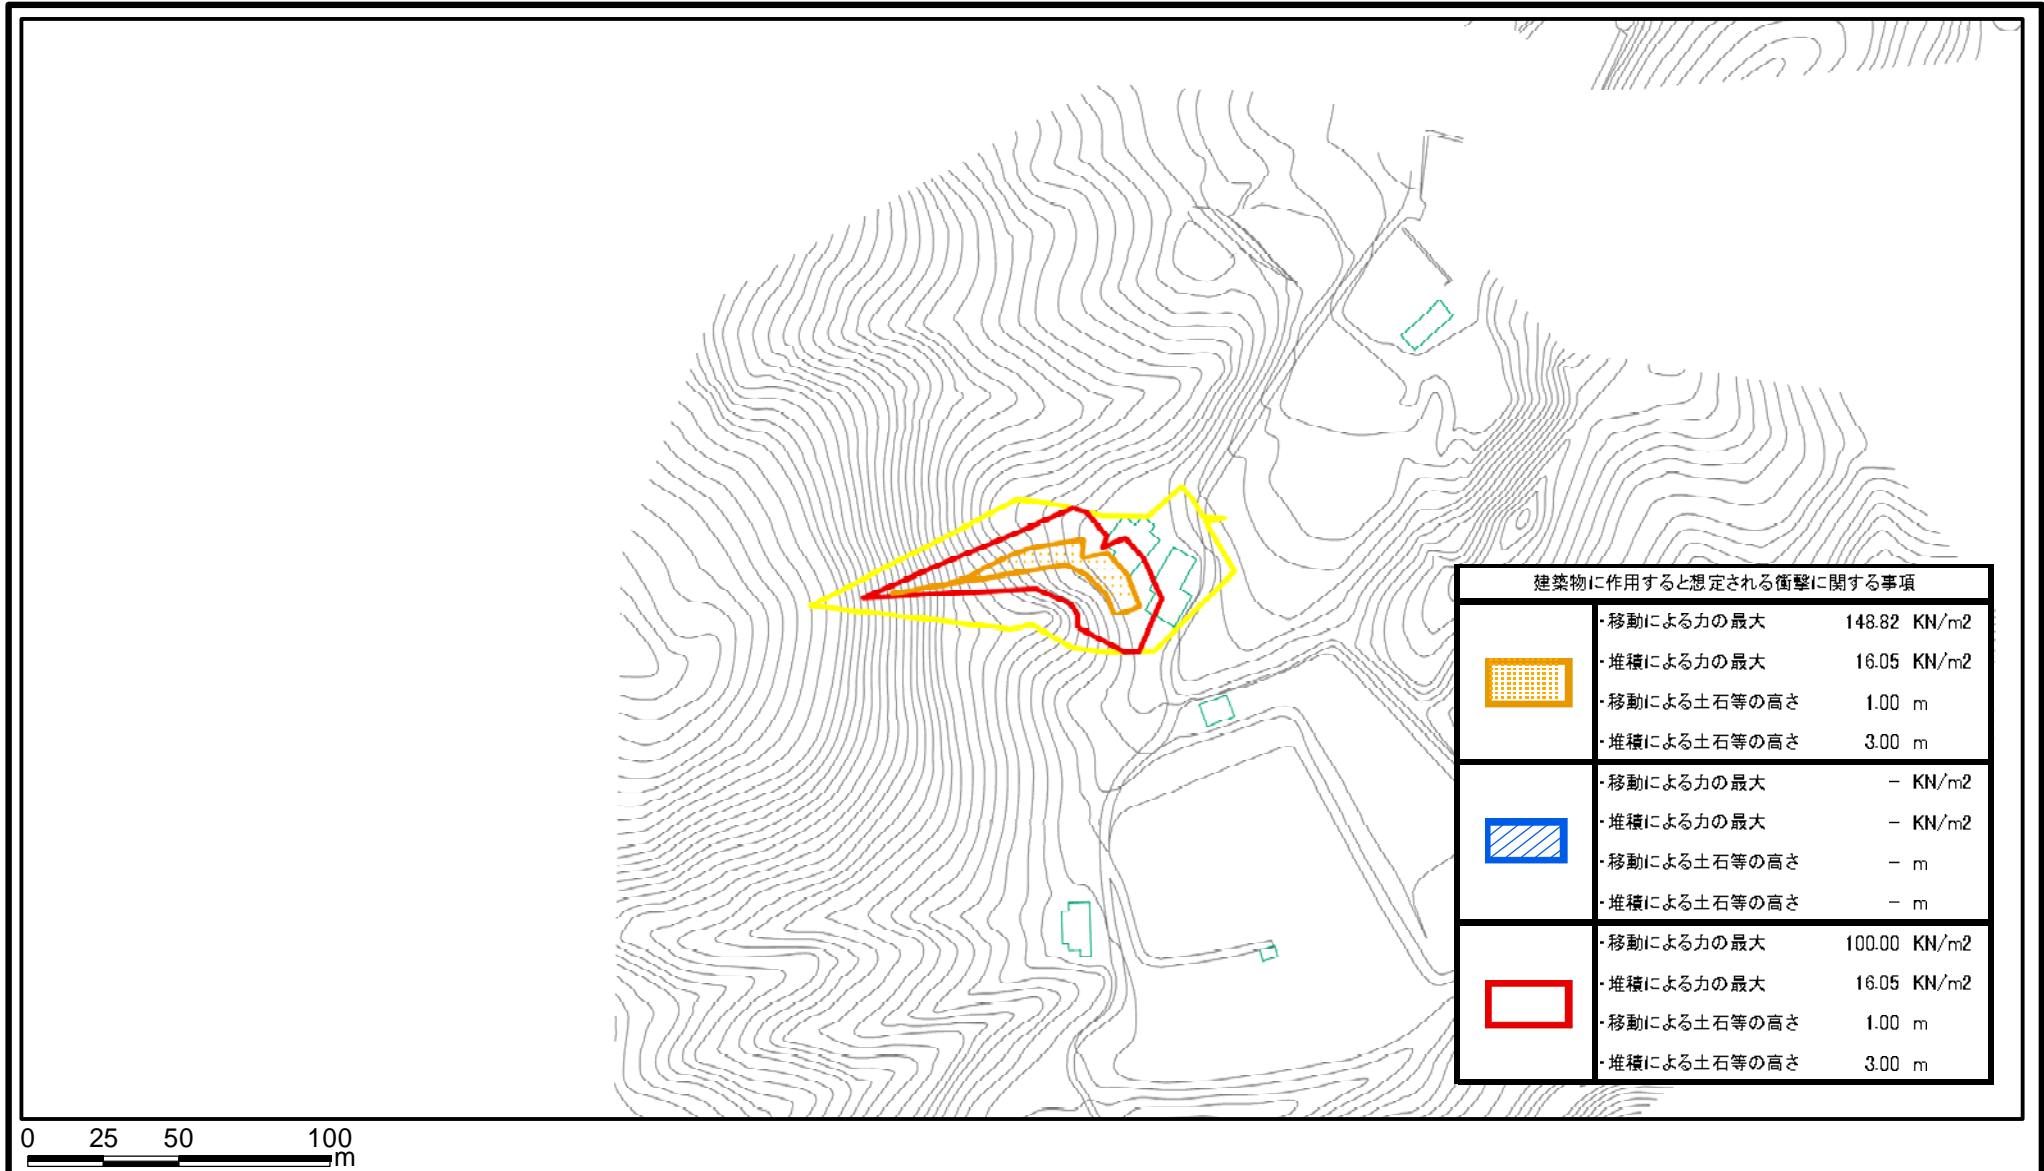 建築物に作用すると想定される衝撃に関する事項
・移動による力の最大 148.82 KN/m2
・堆積による力の最大 16.05 KN/m2
・移動による土石等の高さ 1.00 m
・堆積による土石等の高さ 3.00 m
・移動による力の最大 − KN/m2
・堆積による力の最大 − KN/m2
・移動による土石等の高さ − m
・堆積による土石等の高さ − m
・移動による力の最大 100.00 KN/m2
・堆積による力の最大 16.05 KN/m2
・移動による土石等の高さ 1.00 m
・堆積による土石等の高さ 3.00 m
0 25 50 100
m